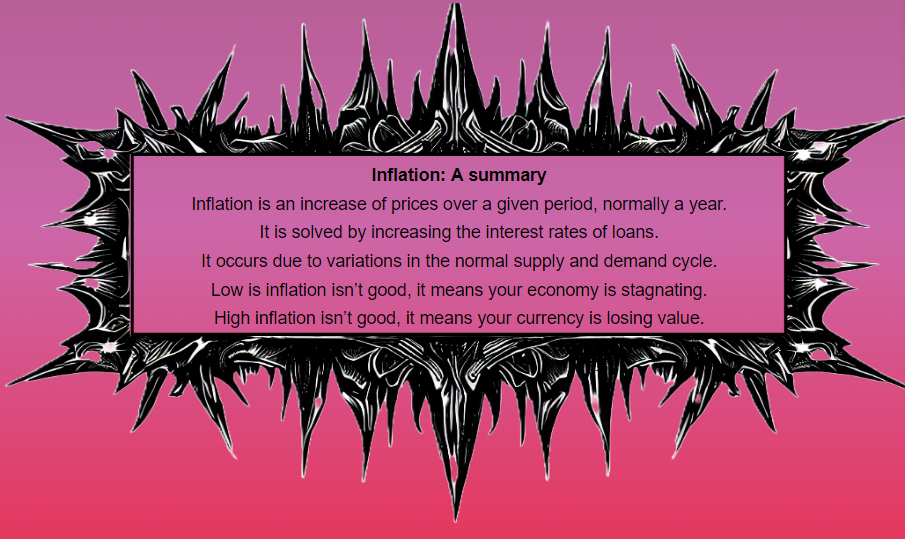 Inflation: A summary
Inflation is an increase of prices over a given period, normally a year.
It is solved by increasing the interest rates of loans.
It occurs due to variations in the normal supply and demand cycle.
Low is inflation isn’t good, it means your economy is stagnating.
High inflation isn’t good, it means your currency is losing value.